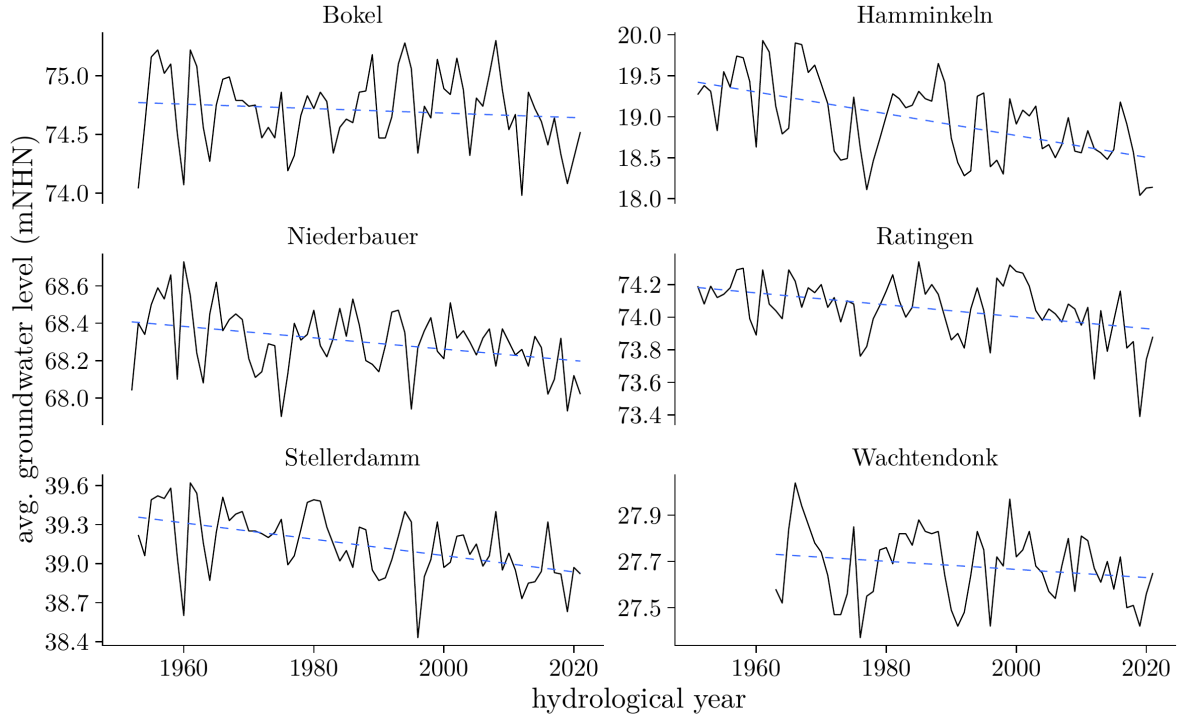 Bokel
Hamminkeln
75.0
74.5
74.0
20.0
19.5
19.0
18.5
18.0
avg. groundwater level (mNHN)
Niederbauer
Ratingen
68.6
68.4
68.2
68.0
74.2
74.0
73.8
73.6
73.4
Stellerdamm
Wachtendonk
39.6
39.3
39.0
38.7
38.4
27.9
27.7
27.5
1960 1980 2000 2020
1960 1980 2000 2020
hydrological year